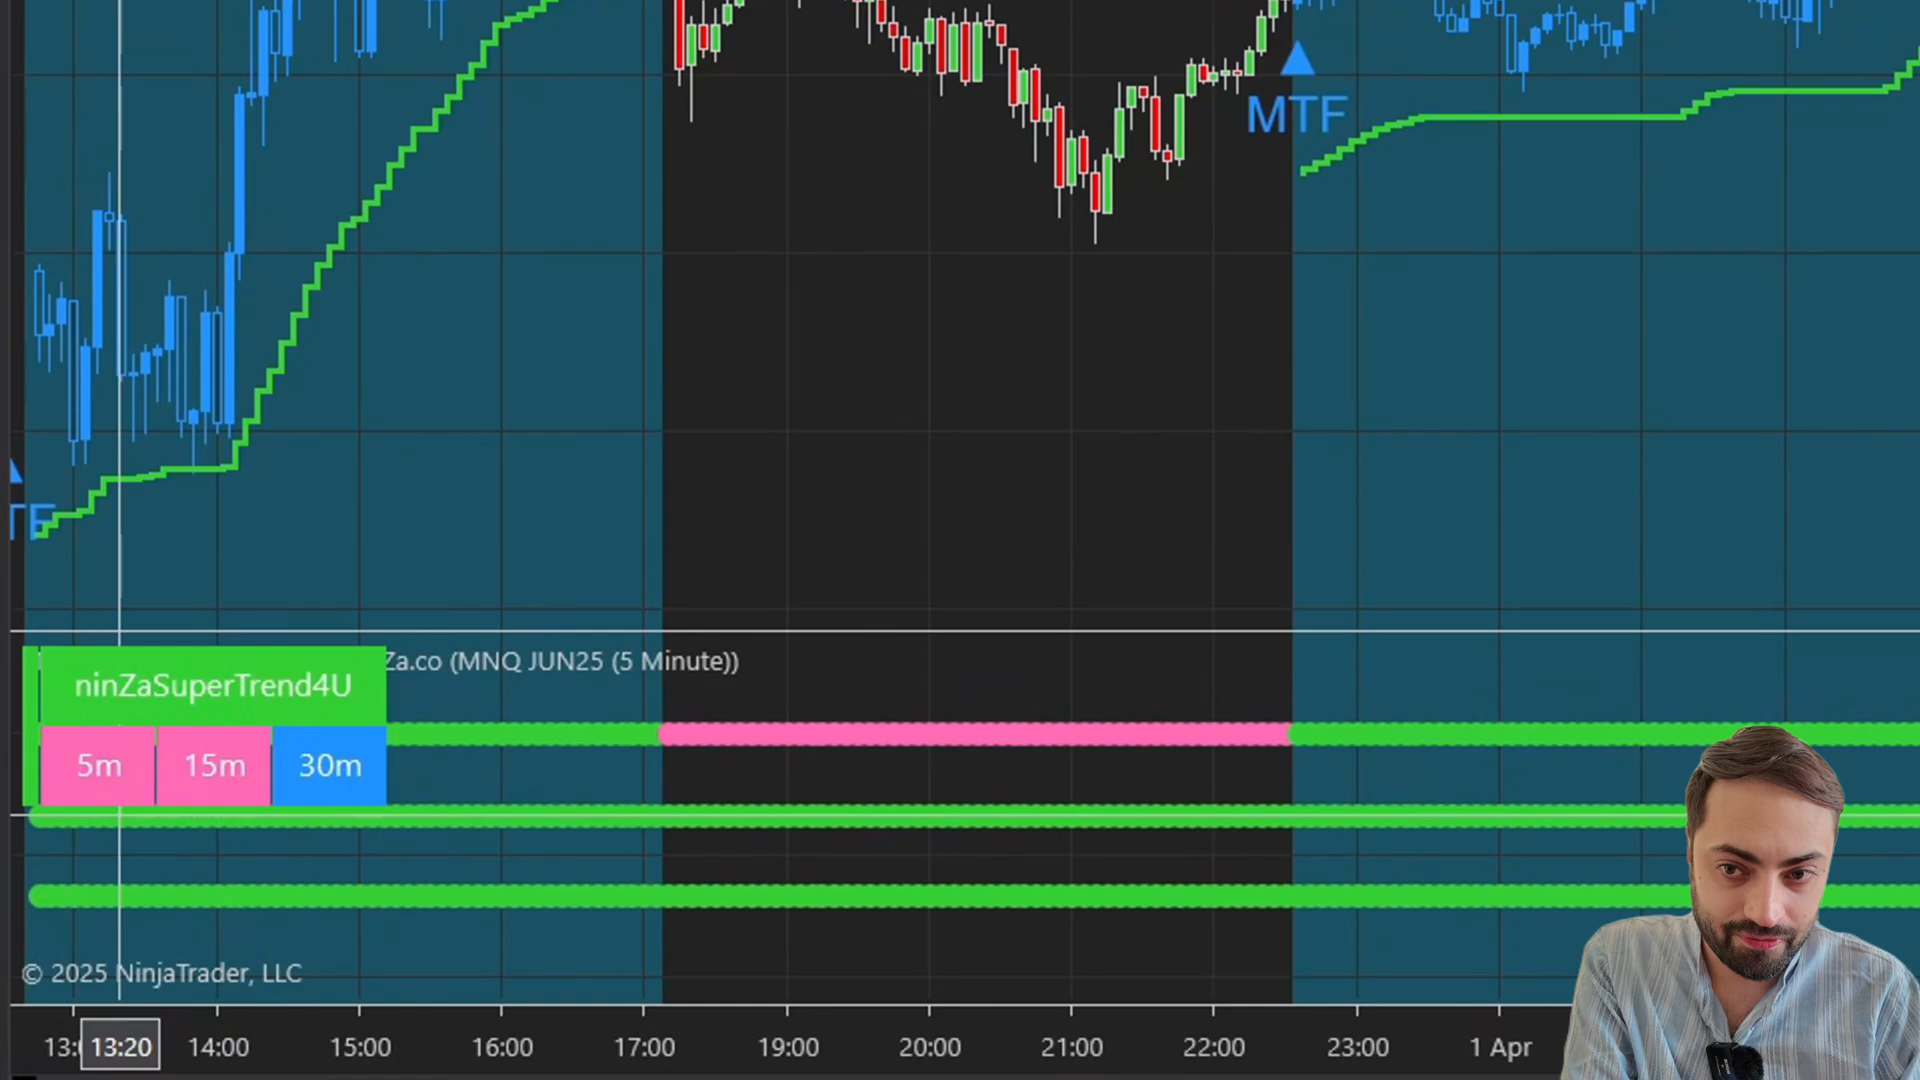 MTF
TF
Za.co (MNQ JUN25 (5 Minute))
ninZaSuperTrend4U
5m 15m 30m
© 2025 NinjaTrader, LLC
13:20 14:00 15:00 16:00 17:00 19:00 20:00 21:00 22:00 23:00 1 Apr